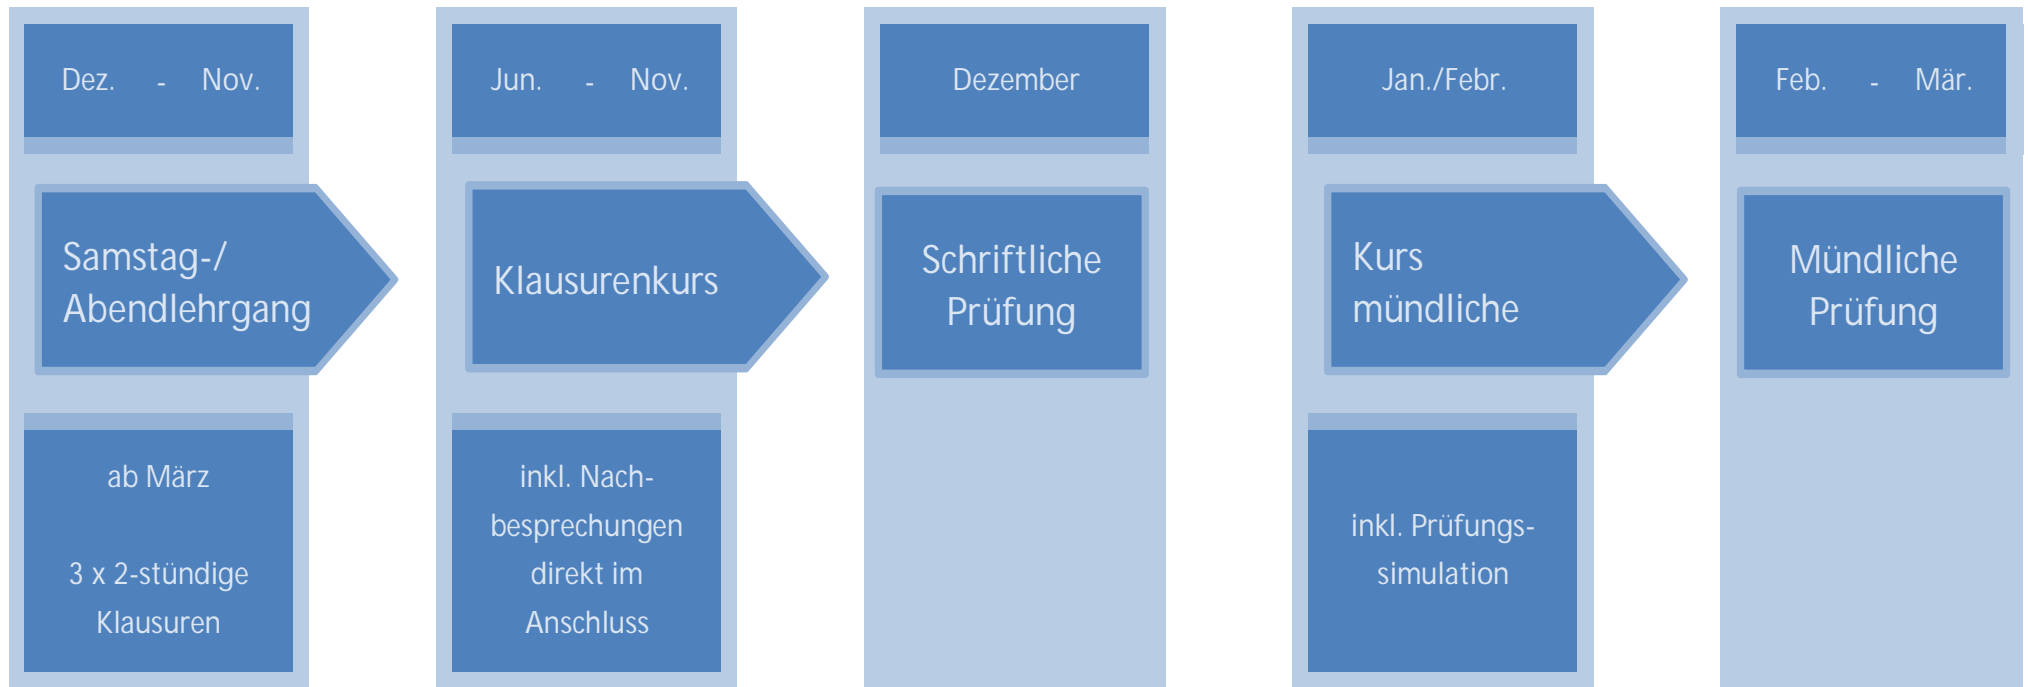 Dez. - Nov.
Samstag-/
Abendlehrgang
ab März
3 x 2-stündige
Klausuren
Jun. - Nov.
Klausurenkurs
inkl. Nach-
besprechungen
direkt im
Anschluss
Dezember
Schriftliche
Prüfung
Jan./Febr.
Kurs
mündliche
inkl. Prüfungs-
simulation
Feb. - Mär.
Mündliche
Prüfung